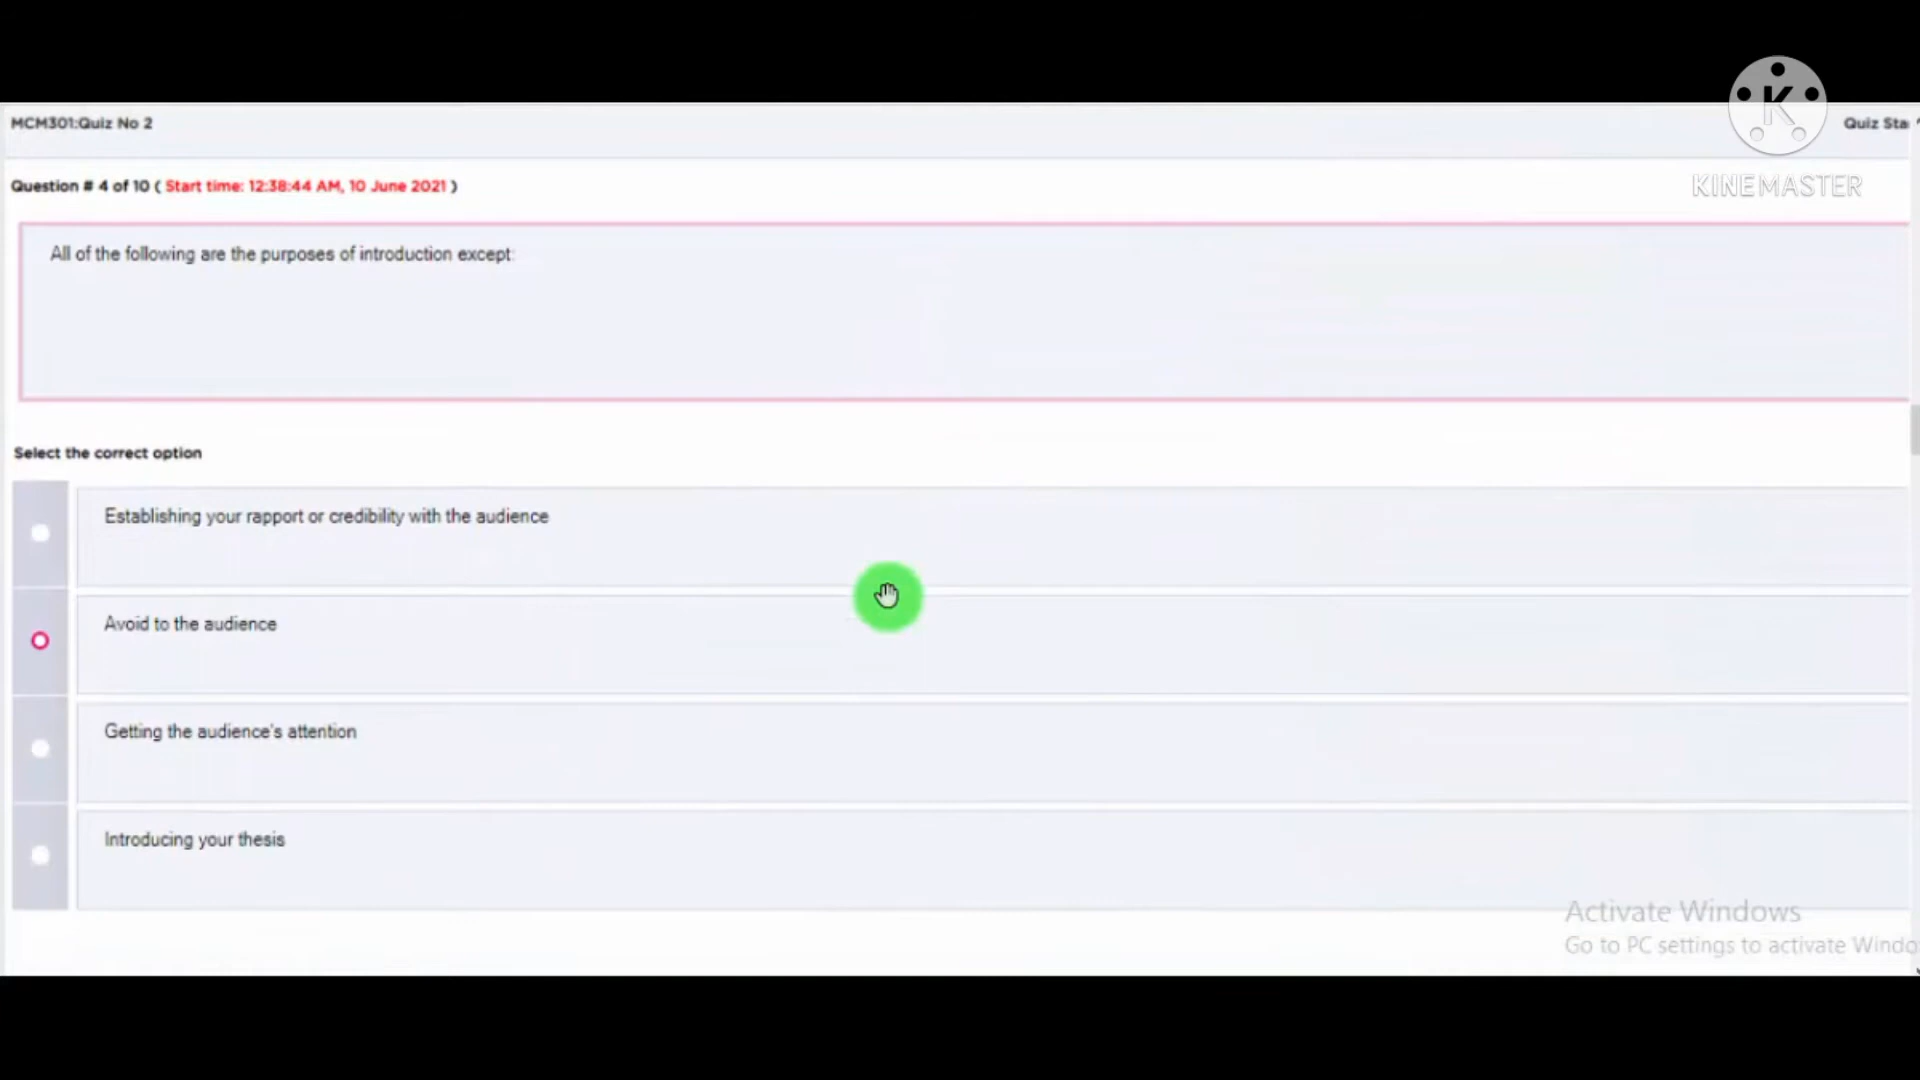 K
KINEMASTER
MCM301:Quiz No 2
Quiz Sta
Question # 4 of 10 ( Start time: 12:38:44 AM, 10 June 2021 )
All of the following are the purposes of introduction except:
Select the correct option
Establishing your rapport or credibility with the audience
Avoid to the audience
Getting the audience's attention
Introducing your thesis
Activate Windows
Go to PC settings to activate Windo